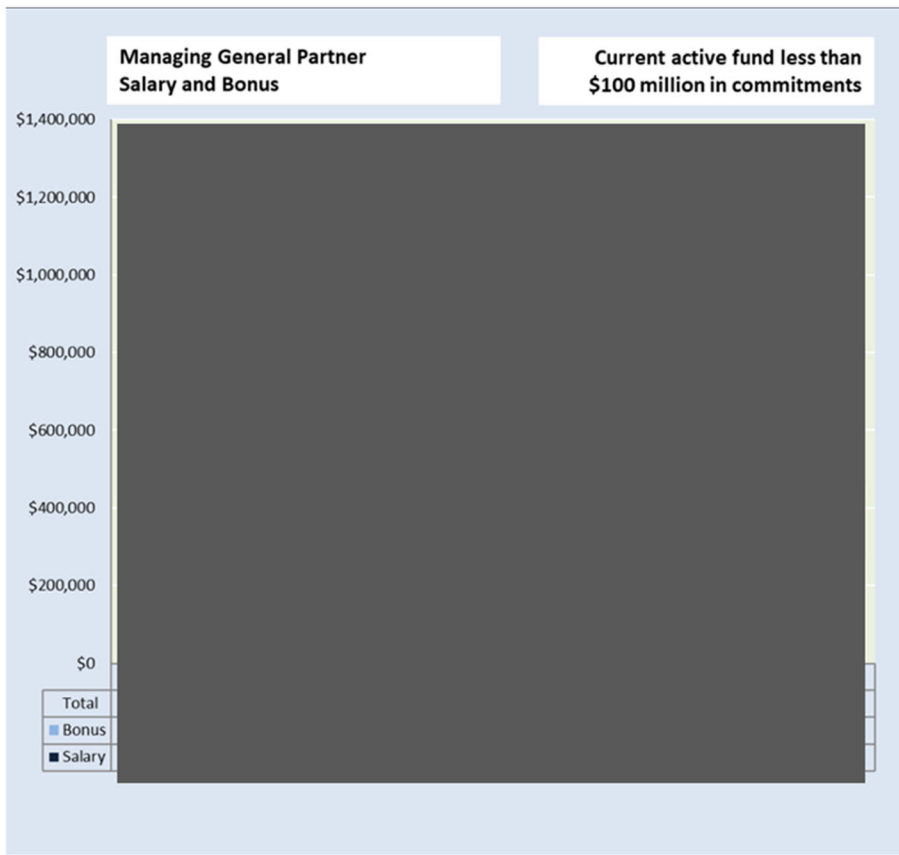 Managing General Partner
Salary and Bonus
Current active fund less than
$100 million in commitments
$1,400,000
$1,200,000
$1,000,000
$800,000
$600,000
$400,000
$200,000
$0
Total
Bonus
Salary